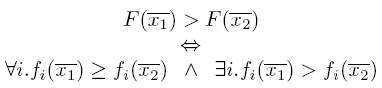 F(x̅₁) > F(x̅₂)
⇔
∀i.fᵢ(x̅₁) ≥ fᵢ(x̅₂) ∧ ∃i.fᵢ(x̅₁) > fᵢ(x̅₂)